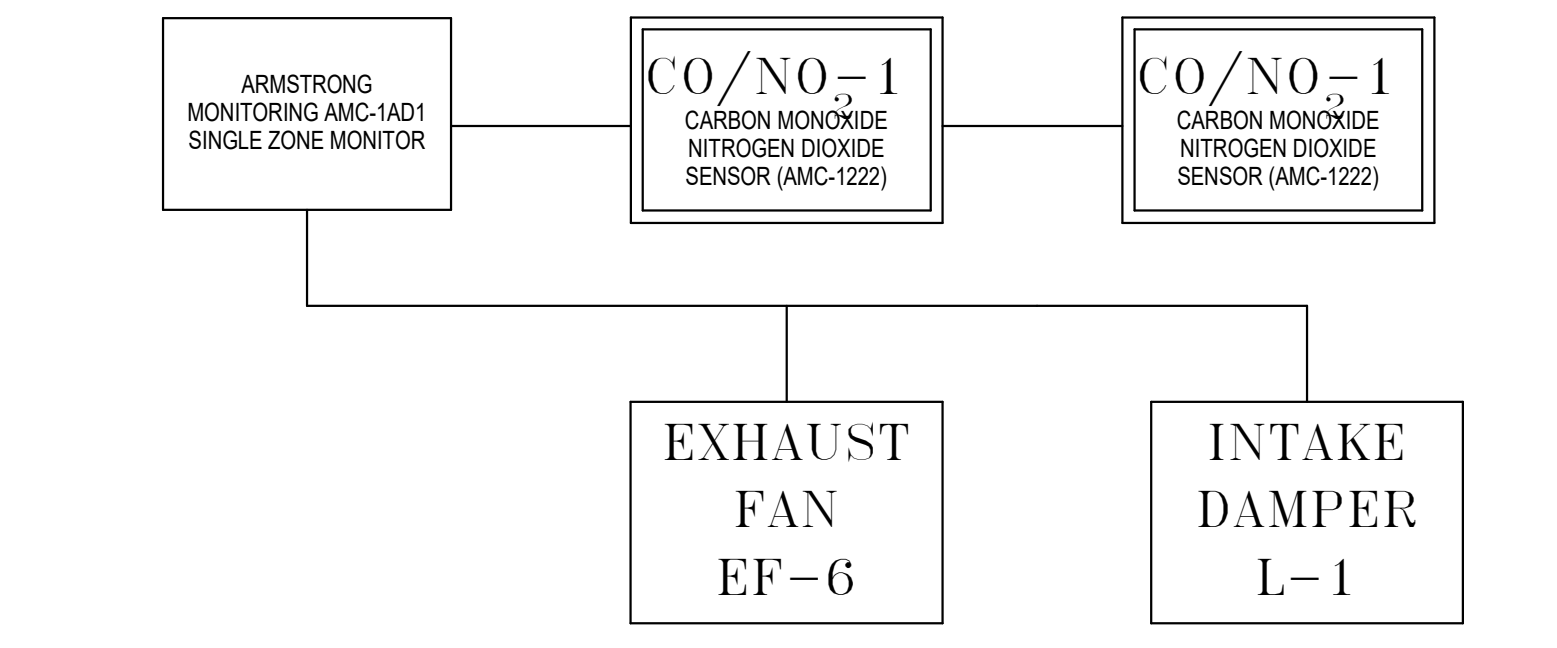 ARMSTRONG
MONITORING AMC-1AD1
SINGLE ZONE MONITOR
CO/NO₂-1
CARBON MONOXIDE
NITROGEN DIOXIDE
SENSOR (AMC-1222)
CO/NO₂-1
CARBON MONOXIDE
NITROGEN DIOXIDE
SENSOR (AMC-1222)
EXHAUST
FAN
EF-6
INTAKE
DAMPER
L-1